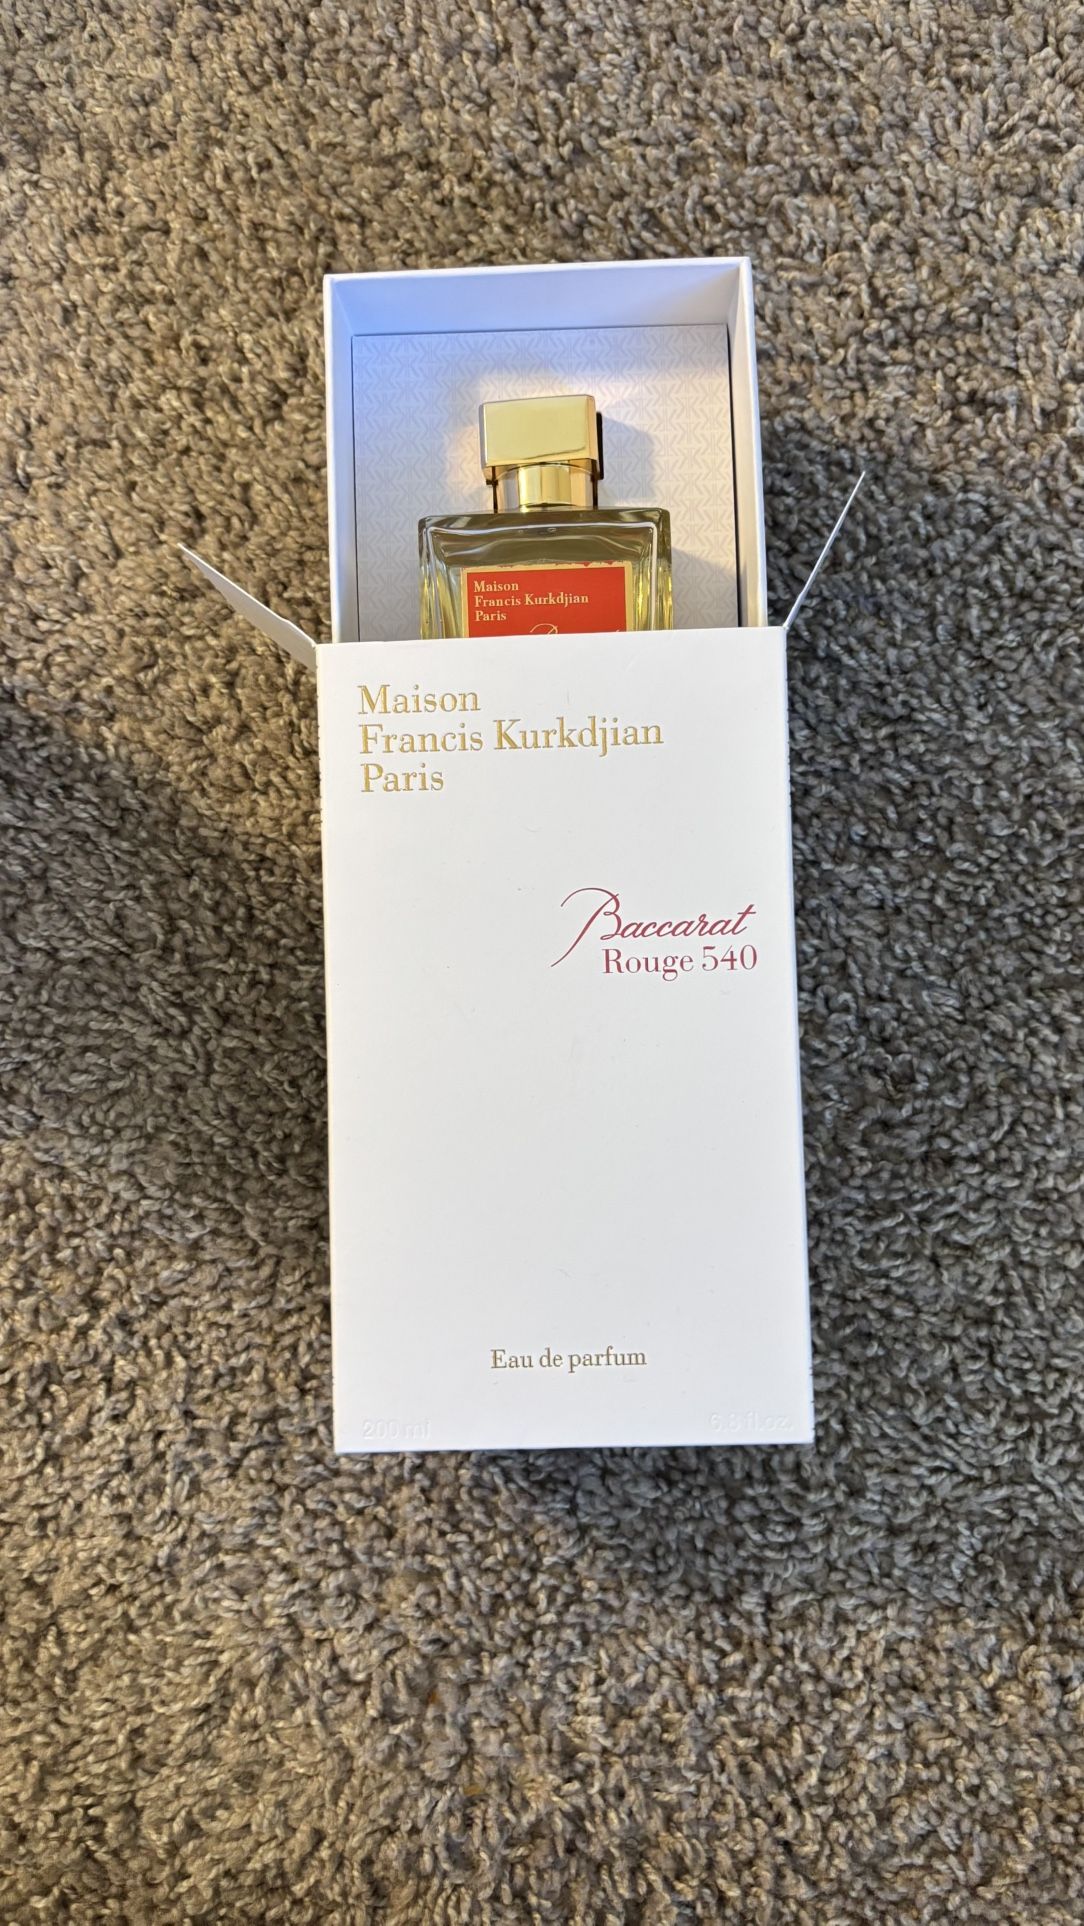 Maison
Francis Kurkdjian
Paris
Maison
Francis Kurkdjian
Paris
Baccarat
Rouge 540
Eau de parfum
200 ml 6.8 fl.oz.